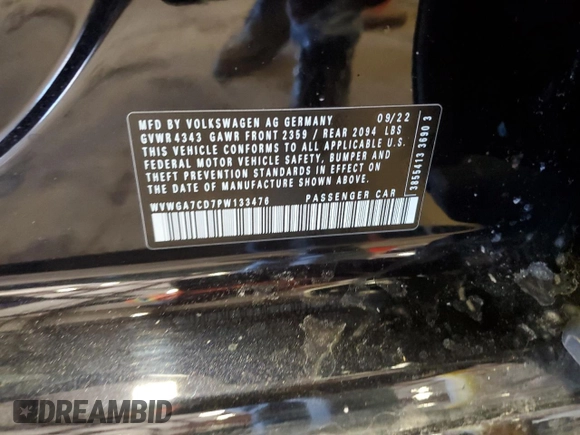 MFD BY VOLKSWAGEN AG GERMANY 09/22
GVWR 4343 GAWR FRONT 2359 / REAR 2094 LBS
THIS VEHICLE CONFORMS TO ALL APPLICABLE U.S.
FEDERAL MOTOR VEHICLE SAFETY, BUMPER AND
THEFT PREVENTION STANDARDS IN EFFECT ON
THE DATE OF MANUFACTURE SHOWN ABOVE.
WVWGA7CD7PW133476 PASSENGER CAR
3855413 3690 3
DREAMBID